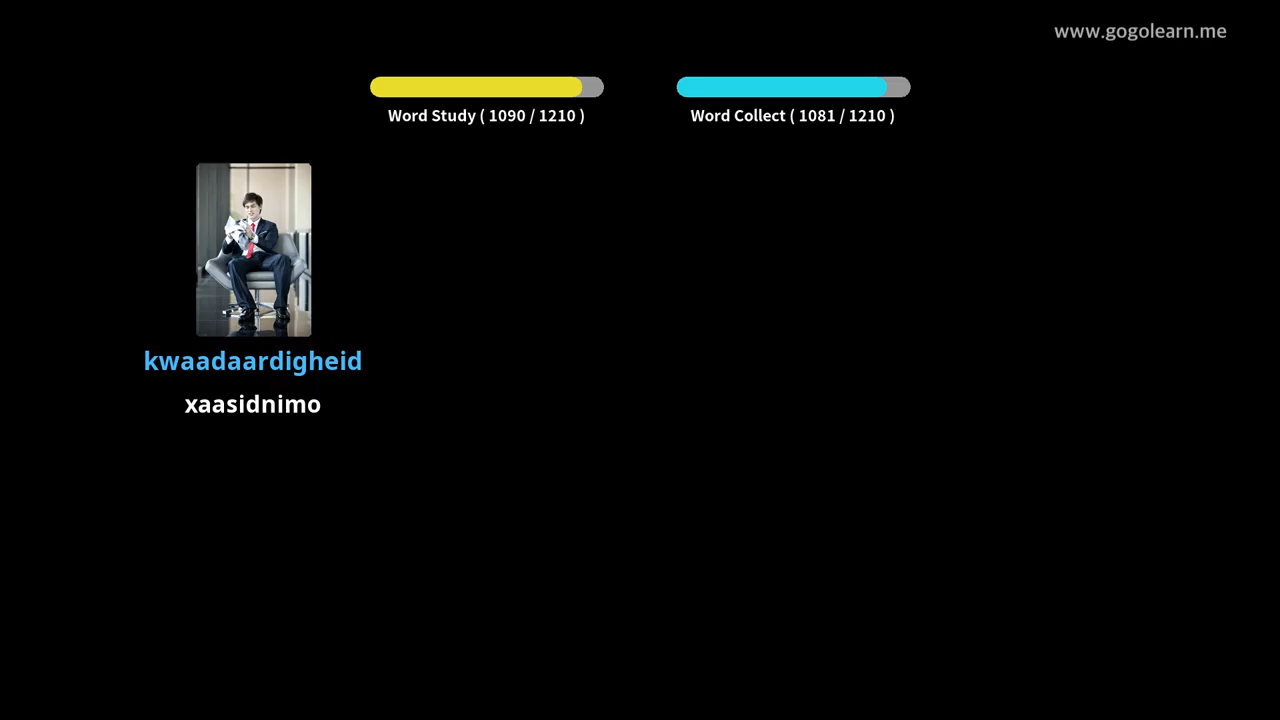 www.gogolearn.me
Word Study ( 1090 / 1210 )
Word Collect ( 1081 / 1210 )
kwaadaardigheid
xaasidnimo